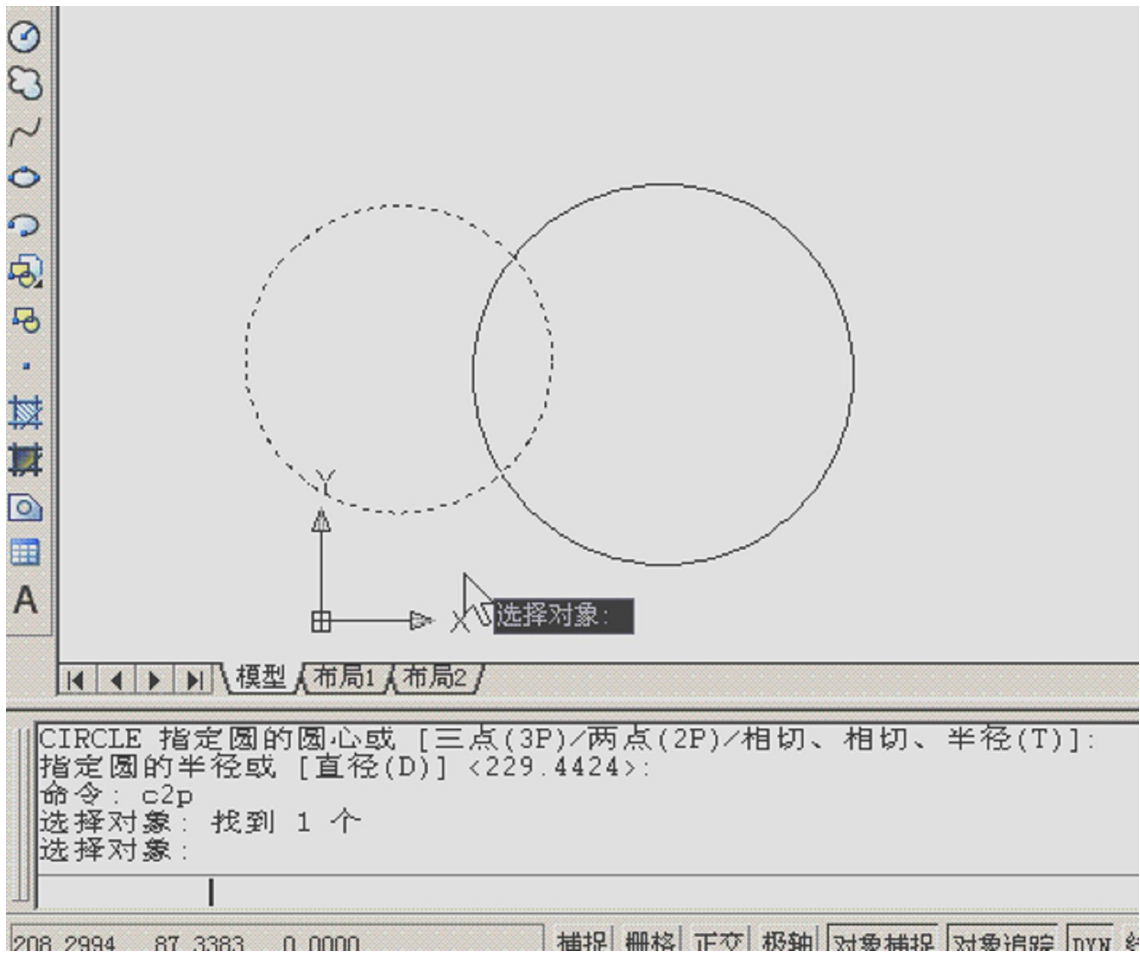 A
Y
X
选择对象:
模型 布局1 布局2
CIRCLE 指定圆的圆心或 [三点(3P)/两点(2P)/相切、相切、半径(T)]:
指定圆的半径或 [直径(D)] <229.4424>:
命令: c2p
选择对象: 找到 1 个
选择对象:
208.2994 87.3383 0.0000 捕捉 栅格 正交 极轴 对象捕捉 对象追踪 DYN